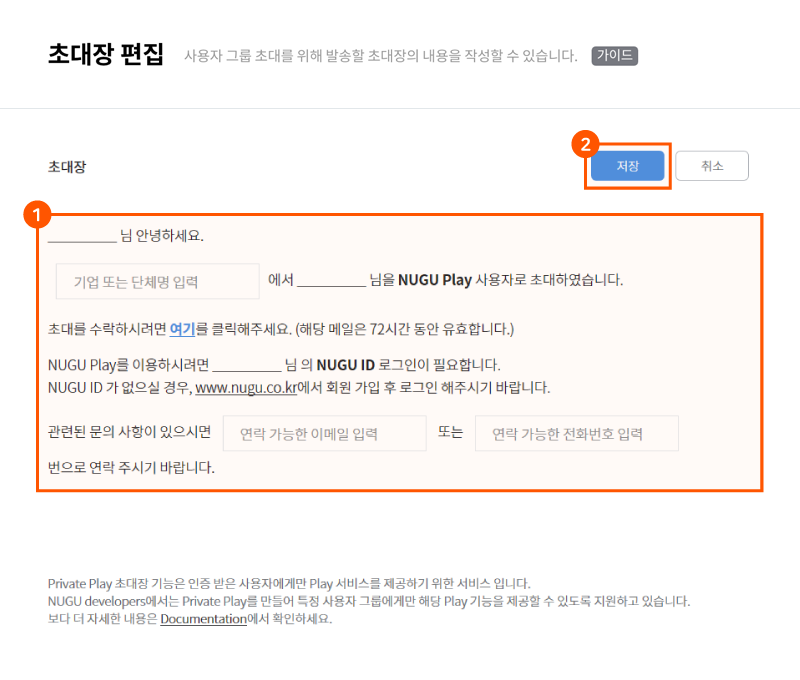 초대장 편집 사용자 그룹 초대를 위해 발송할 초대장의 내용을 작성할 수 있습니다. 가이드
초대장 2 저장 취소
1
__________ 님 안녕하세요.
기업 또는 단체명 입력 에서 __________ 님을 NUGU Play 사용자로 초대하였습니다.
초대를 수락하시려면 여기를 클릭해주세요. (해당 메일은 72시간 동안 유효합니다.)
NUGU Play를 이용하시려면 __________ 님 의 NUGU ID 로그인이 필요합니다.
NUGU ID 가 없으실 경우, www.nugu.co.kr에서 회원 가입 후 로그인 해주시기 바랍니다.
관련된 문의 사항이 있으시면 연락 가능한 이메일 입력 또는 연락 가능한 전화번호 입력
번으로 연락 주시기 바랍니다.
Private Play 초대장 기능은 인증 받은 사용자에게만 Play 서비스를 제공하기 위한 서비스 입니다.
NUGU developers에서는 Private Play를 만들어 특정 사용자 그룹에게만 해당 Play 기능을 제공할 수 있도록 지원하고 있습니다.
보다 더 자세한 내용은 Documentation에서 확인하세요.